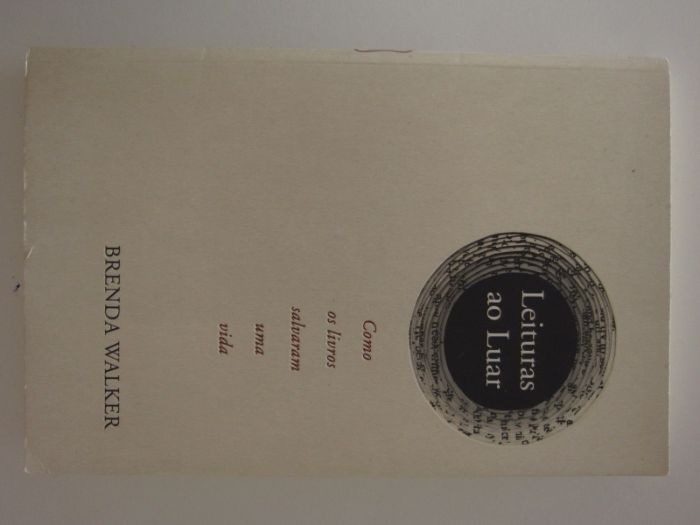 Leituras
ao Luar
Como
os livros
salvaram
uma
vida
BRENDA WALKER